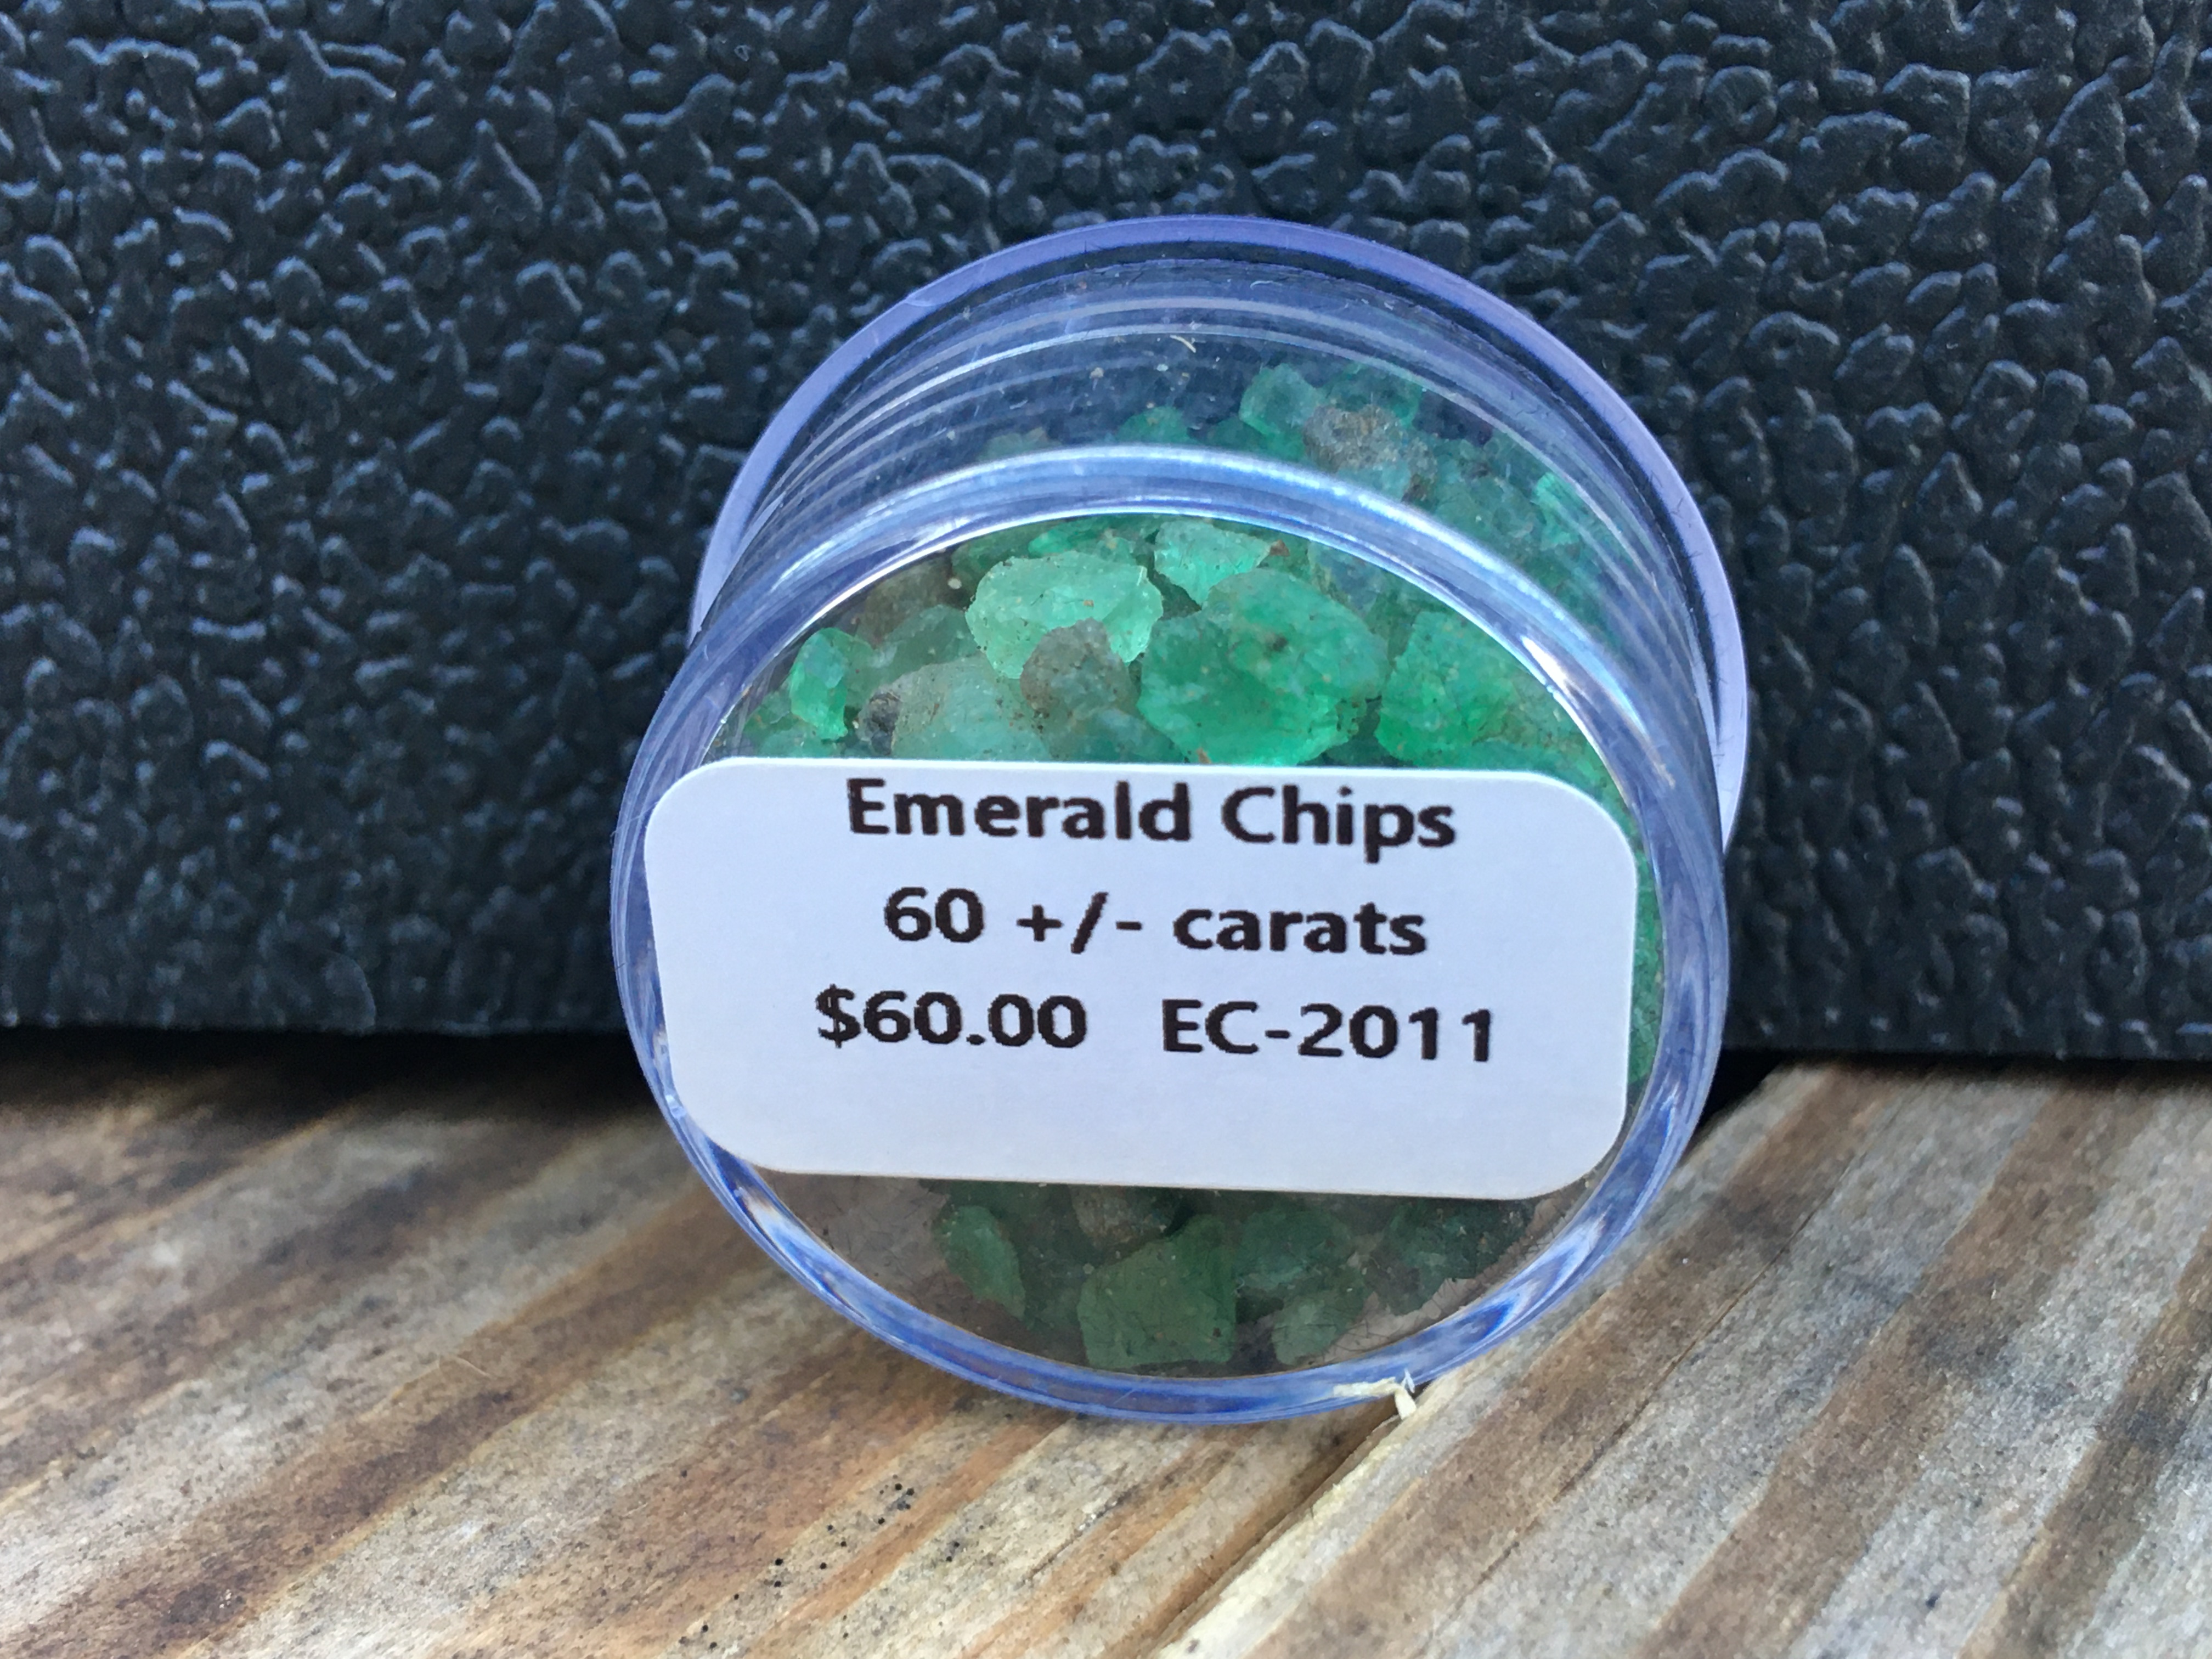 Emerald Chips
60 +/- carats
$60.00 EC-2011